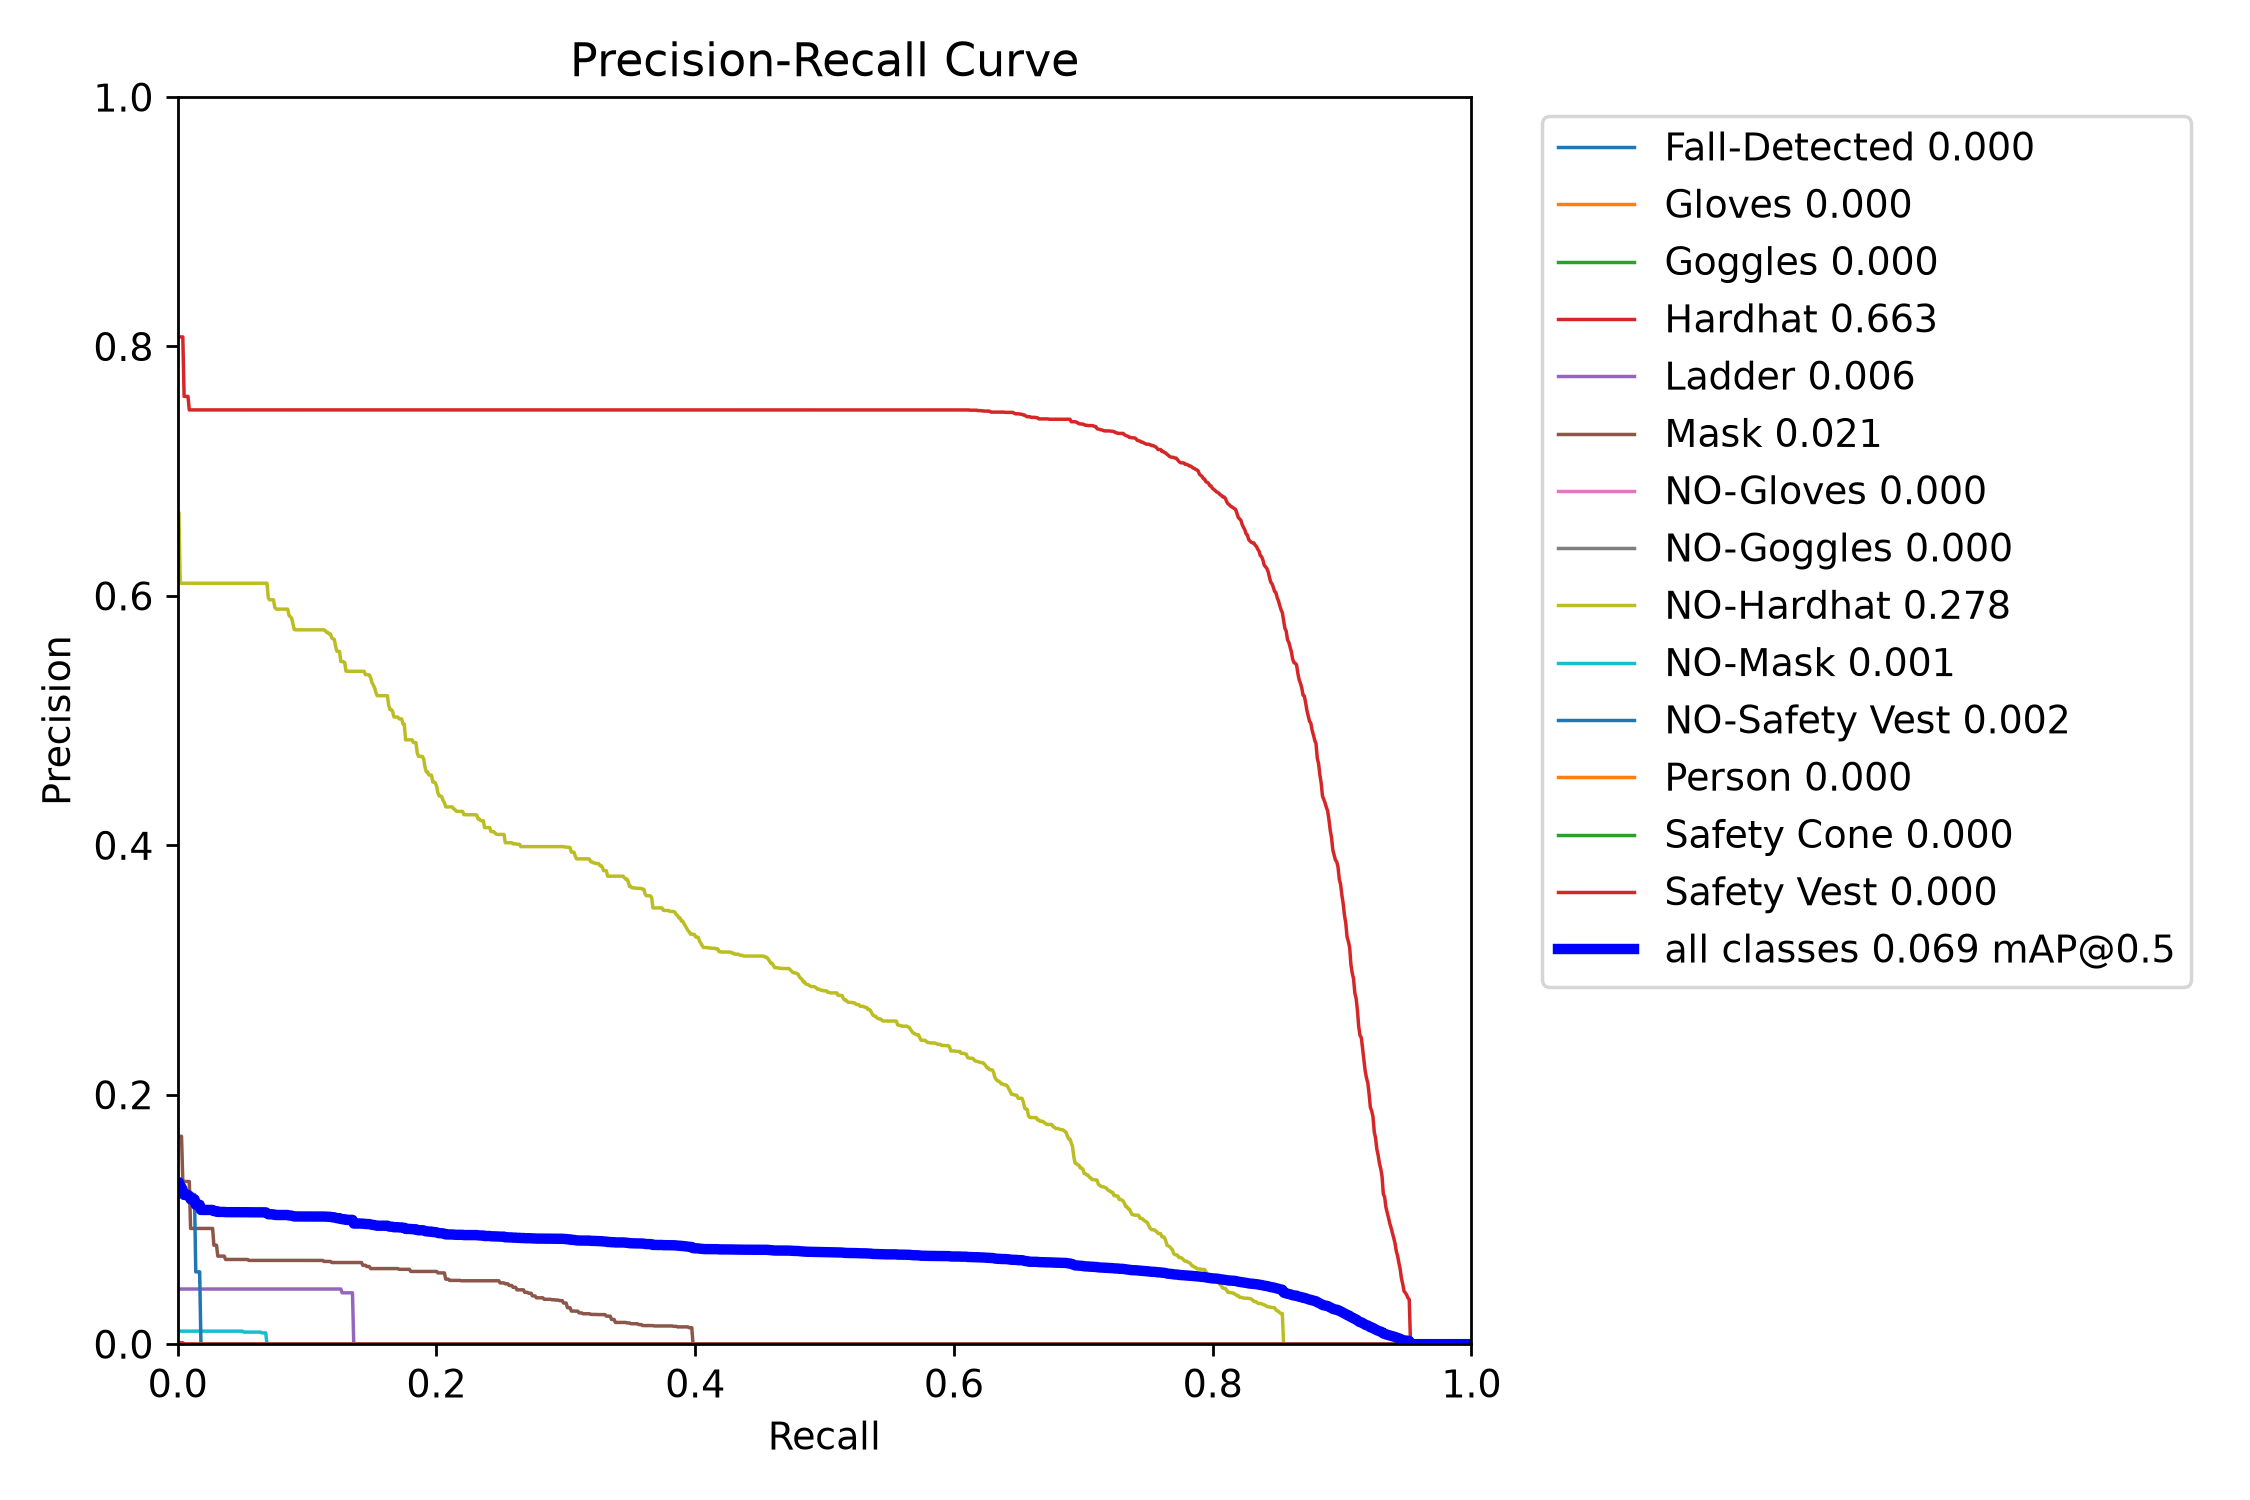 Precision-Recall Curve
1.0
0.8
0.6
0.4
0.2
0.0
Precision
0.0 0.2 0.4 0.6 0.8 1.0
Recall
Fall-Detected 0.000
Gloves 0.000
Goggles 0.000
Hardhat 0.663
Ladder 0.006
Mask 0.021
NO-Gloves 0.000
NO-Goggles 0.000
NO-Hardhat 0.278
NO-Mask 0.001
NO-Safety Vest 0.002
Person 0.000
Safety Cone 0.000
Safety Vest 0.000
all classes 0.069 mAP@0.5